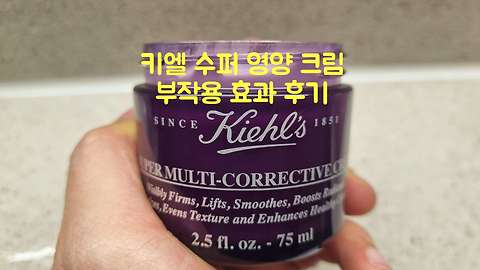 키엘 수퍼 영양 크림
부작용 효과 후기
SINCE Kiehl's 1851
MULTI-CORRECTIVE
Firms, Lifts, Smoothes, Boosts
Evens Texture and Enhances
2.5 fl. oz. - 75 ml